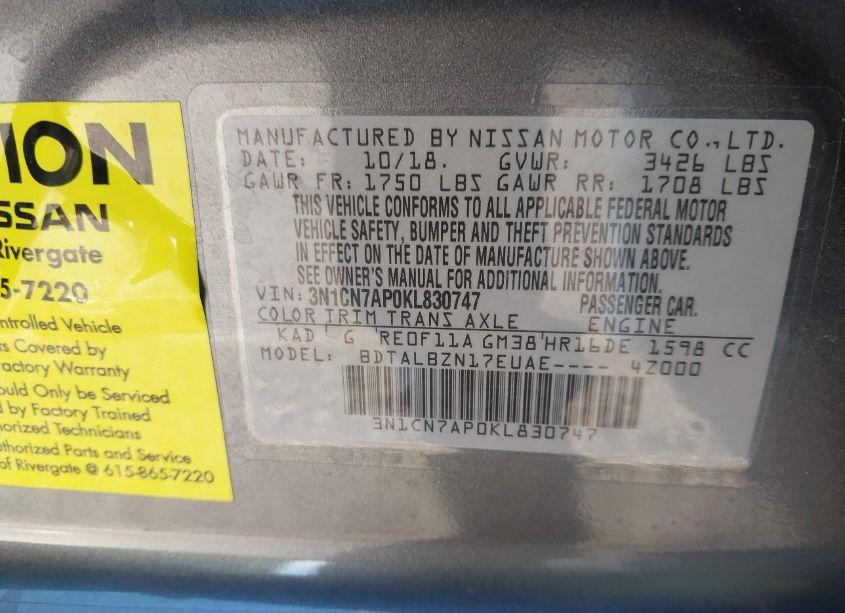 ION
SSAN
Rivergate
5-7220
ntrolled Vehicle
rs Covered by
actory Warranty
ould Only be Serviced
d by Factory Trained
horized Technicians
uthorized Parts and Service
of Rivergate @ 615-865-7220
MANUFACTURED BY NISSAN MOTOR CO.,LTD.
DATE: 10/18. GVWR: 3426 LBS
GAWR FR: 1750 LBS GAWR RR: 1708 LBS
THIS VEHICLE CONFORMS TO ALL APPLICABLE FEDERAL MOTOR
VEHICLE SAFETY, BUMPER AND THEFT PREVENTION STANDARDS
IN EFFECT ON THE DATE OF MANUFACTURE SHOWN ABOVE.
SEE OWNER'S MANUAL FOR ADDITIONAL INFORMATION.
VIN: 3N1CN7AP0KL830747 PASSENGER CAR.
COLOR TRIM TRANS AXLE ENGINE
KAD ' G RE0F11A GM38'HR16DE 1598 CC
MODEL: BDTALBZN17EUAE---- 4Z000
3N1CN7AP0KL830747